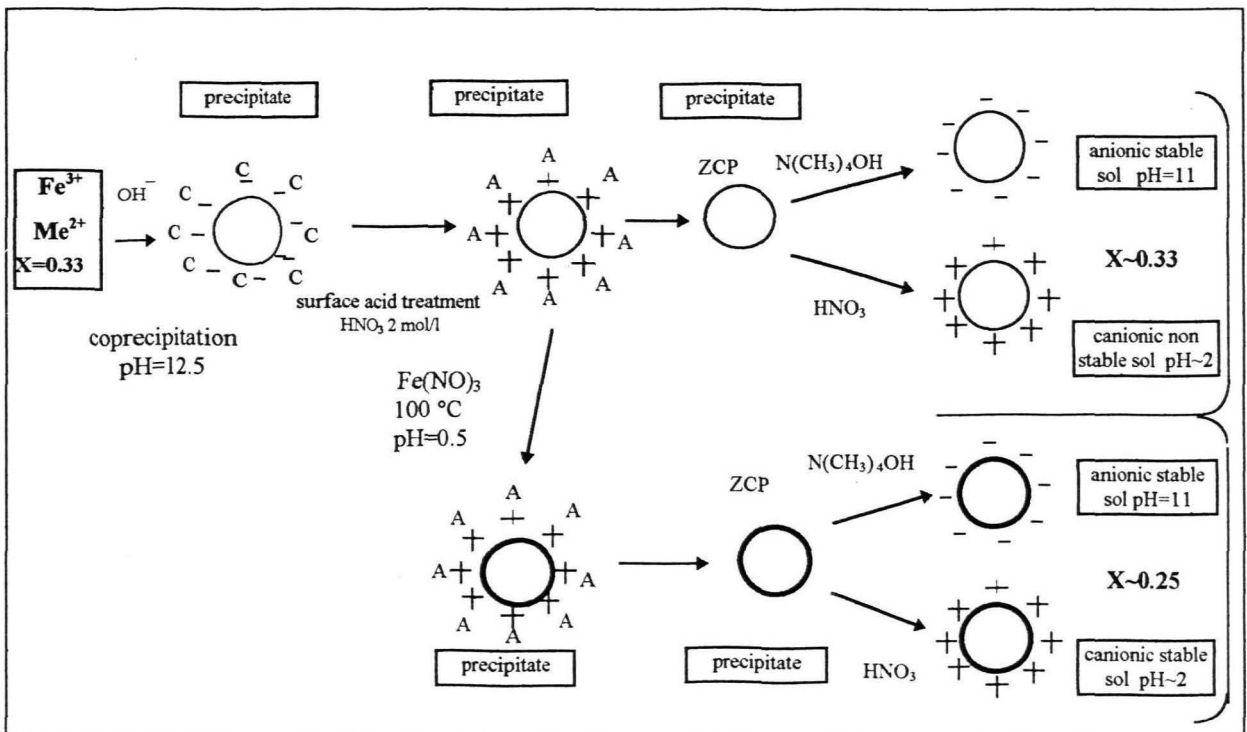 precipitate
precipitate
precipitate
Fe³⁺
Me²⁺
X=0.33
OH⁻
C C C C C C C C C
coprecipitation
pH=12.5
surface acid treatment
HNO₃ 2 mol/l
A A A A A A A A
ZCP
N(CH₃)₄OH
HNO₃
anionic stable
sol pH=11
X~0.33
canionic non
stable sol pH~2
Fe(NO)₃
100 °C
pH=0.5
A A A A A A A A
precipitate
ZCP
precipitate
N(CH₃)₄OH
HNO₃
anionic stable
sol pH=11
X~0.25
canionic stable
sol pH~2